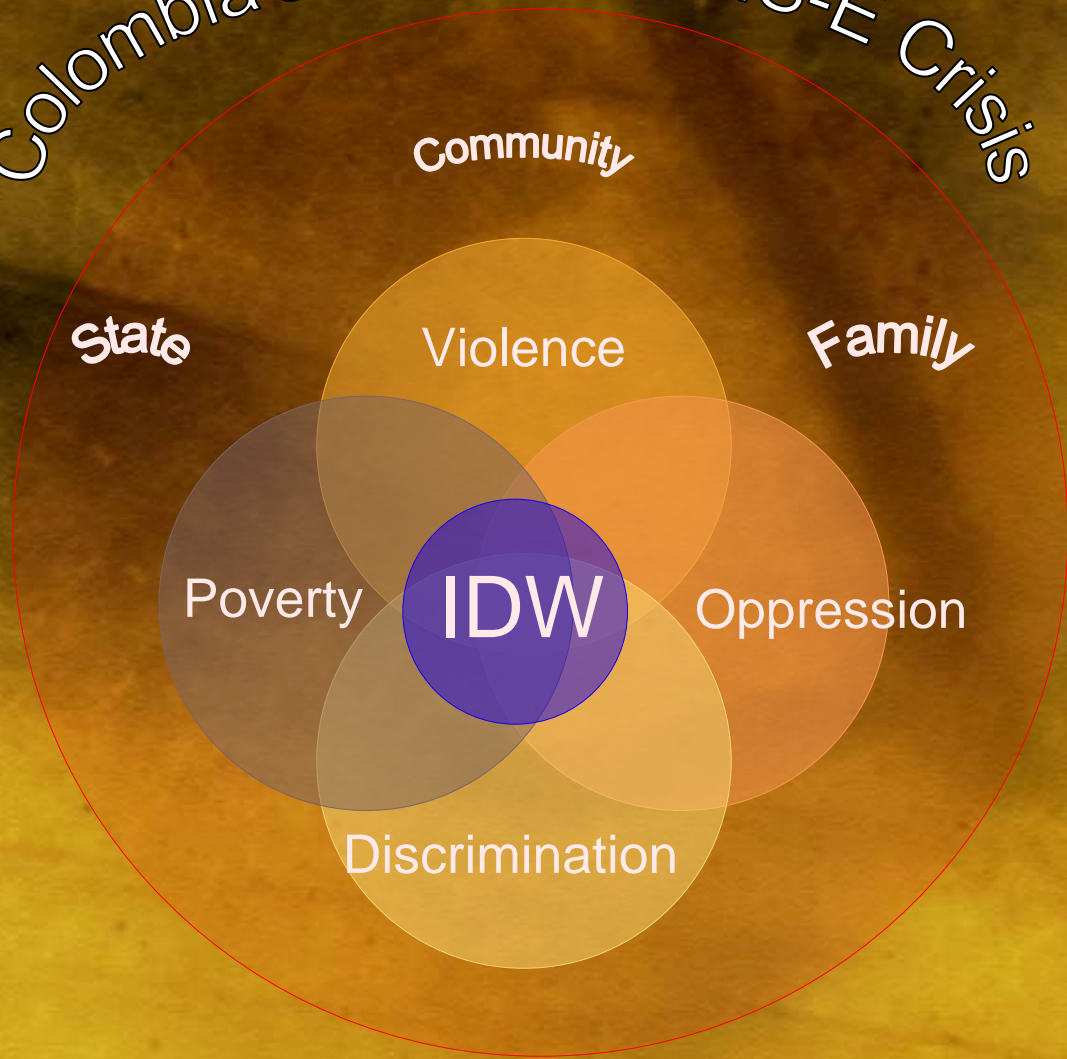 Colombia
Crisis
Community
State
Family
Violence
Poverty
IDW
Oppression
Discrimination